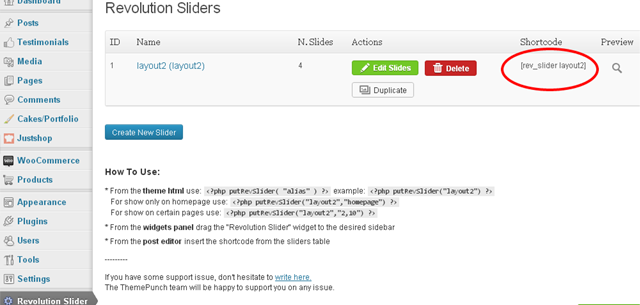 Dashboard
Posts
Testimonials
Media
Pages
Comments
Cakes/Portfolio
Justshop
WooCommerce
Products
Appearance
Plugins
Users
Tools
Settings
Revolution Slider
Revolution Sliders
ID Name N. Slides Actions Shortcode Preview
1 layout2 (layout2) 4 Edit Slides Delete [rev_slider layout2]
Duplicate
Create New Slider
How To Use:
* From the theme html use: <?php putRevSlider( "alias" ) ?> example: <?php putRevSlider("layout2") ?>
For show only on homepage use: <?php putRevSlider("layout2","homepage") ?>
For show on certain pages use: <?php putRevSlider("layout2","2,10") ?>
* From the widgets panel drag the "Revolution Slider" widget to the desired sidebar
* From the post editor insert the shortcode from the sliders table
---------
If you have some support issue, don't hesitate to write here.
The ThemePunch team will be happy to support you on any issue.